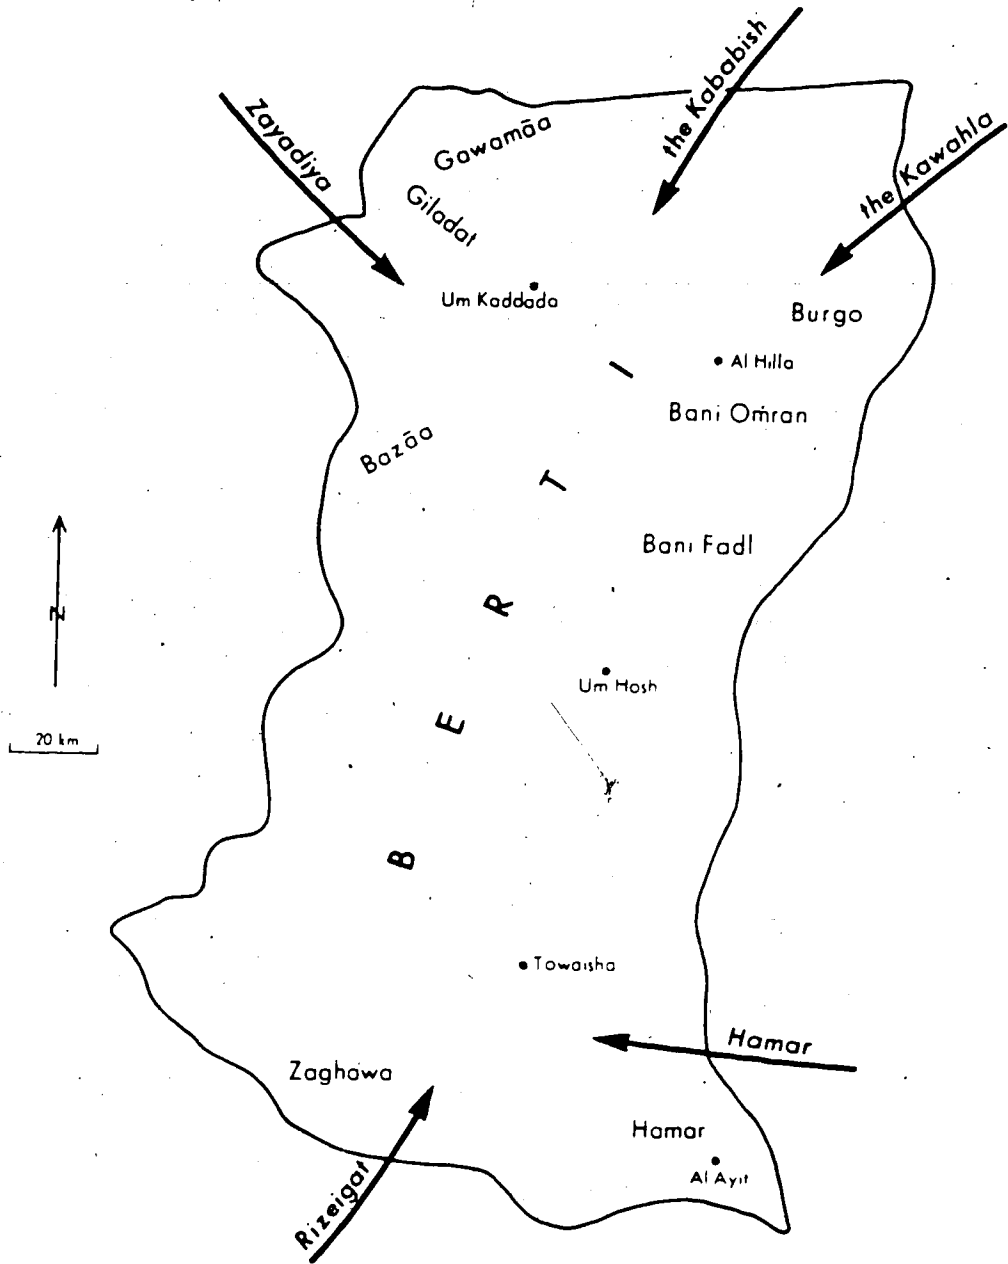 the Kababish
Zayadiya
Gawamāa
the Kawahla
Giladat
Um Kaddada
Burgo
Al Hilla
Bani Omran
Bazāa
Bani Fadl
N
Um Hosh
20 km
BERTI
Towaisha
Hamar
Zaghawa
Hamar
Al Ayit
Rizeigat